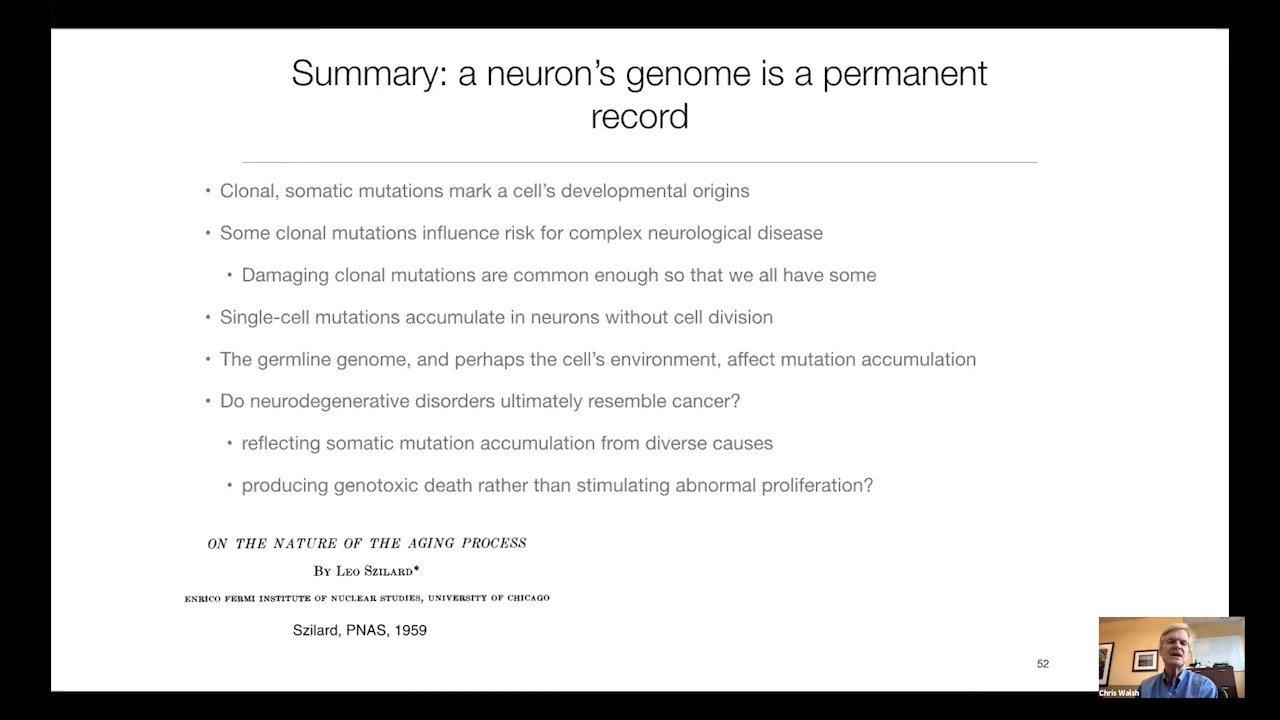 Summary: a neuron's genome is a permanent
record
• Clonal, somatic mutations mark a cell's developmental origins
• Some clonal mutations influence risk for complex neurological disease
• Damaging clonal mutations are common enough so that we all have some
• Single-cell mutations accumulate in neurons without cell division
• The germline genome, and perhaps the cell's environment, affect mutation accumulation
• Do neurodegenerative disorders ultimately resemble cancer?
• reflecting somatic mutation accumulation from diverse causes
• producing genotoxic death rather than stimulating abnormal proliferation?
ON THE NATURE OF THE AGING PROCESS
By Leo Szilard*
ENRICO FERMI INSTITUTE OF NUCLEAR STUDIES, UNIVERSITY OF CHICAGO
Szilard, PNAS, 1959
52
Chris Walsh